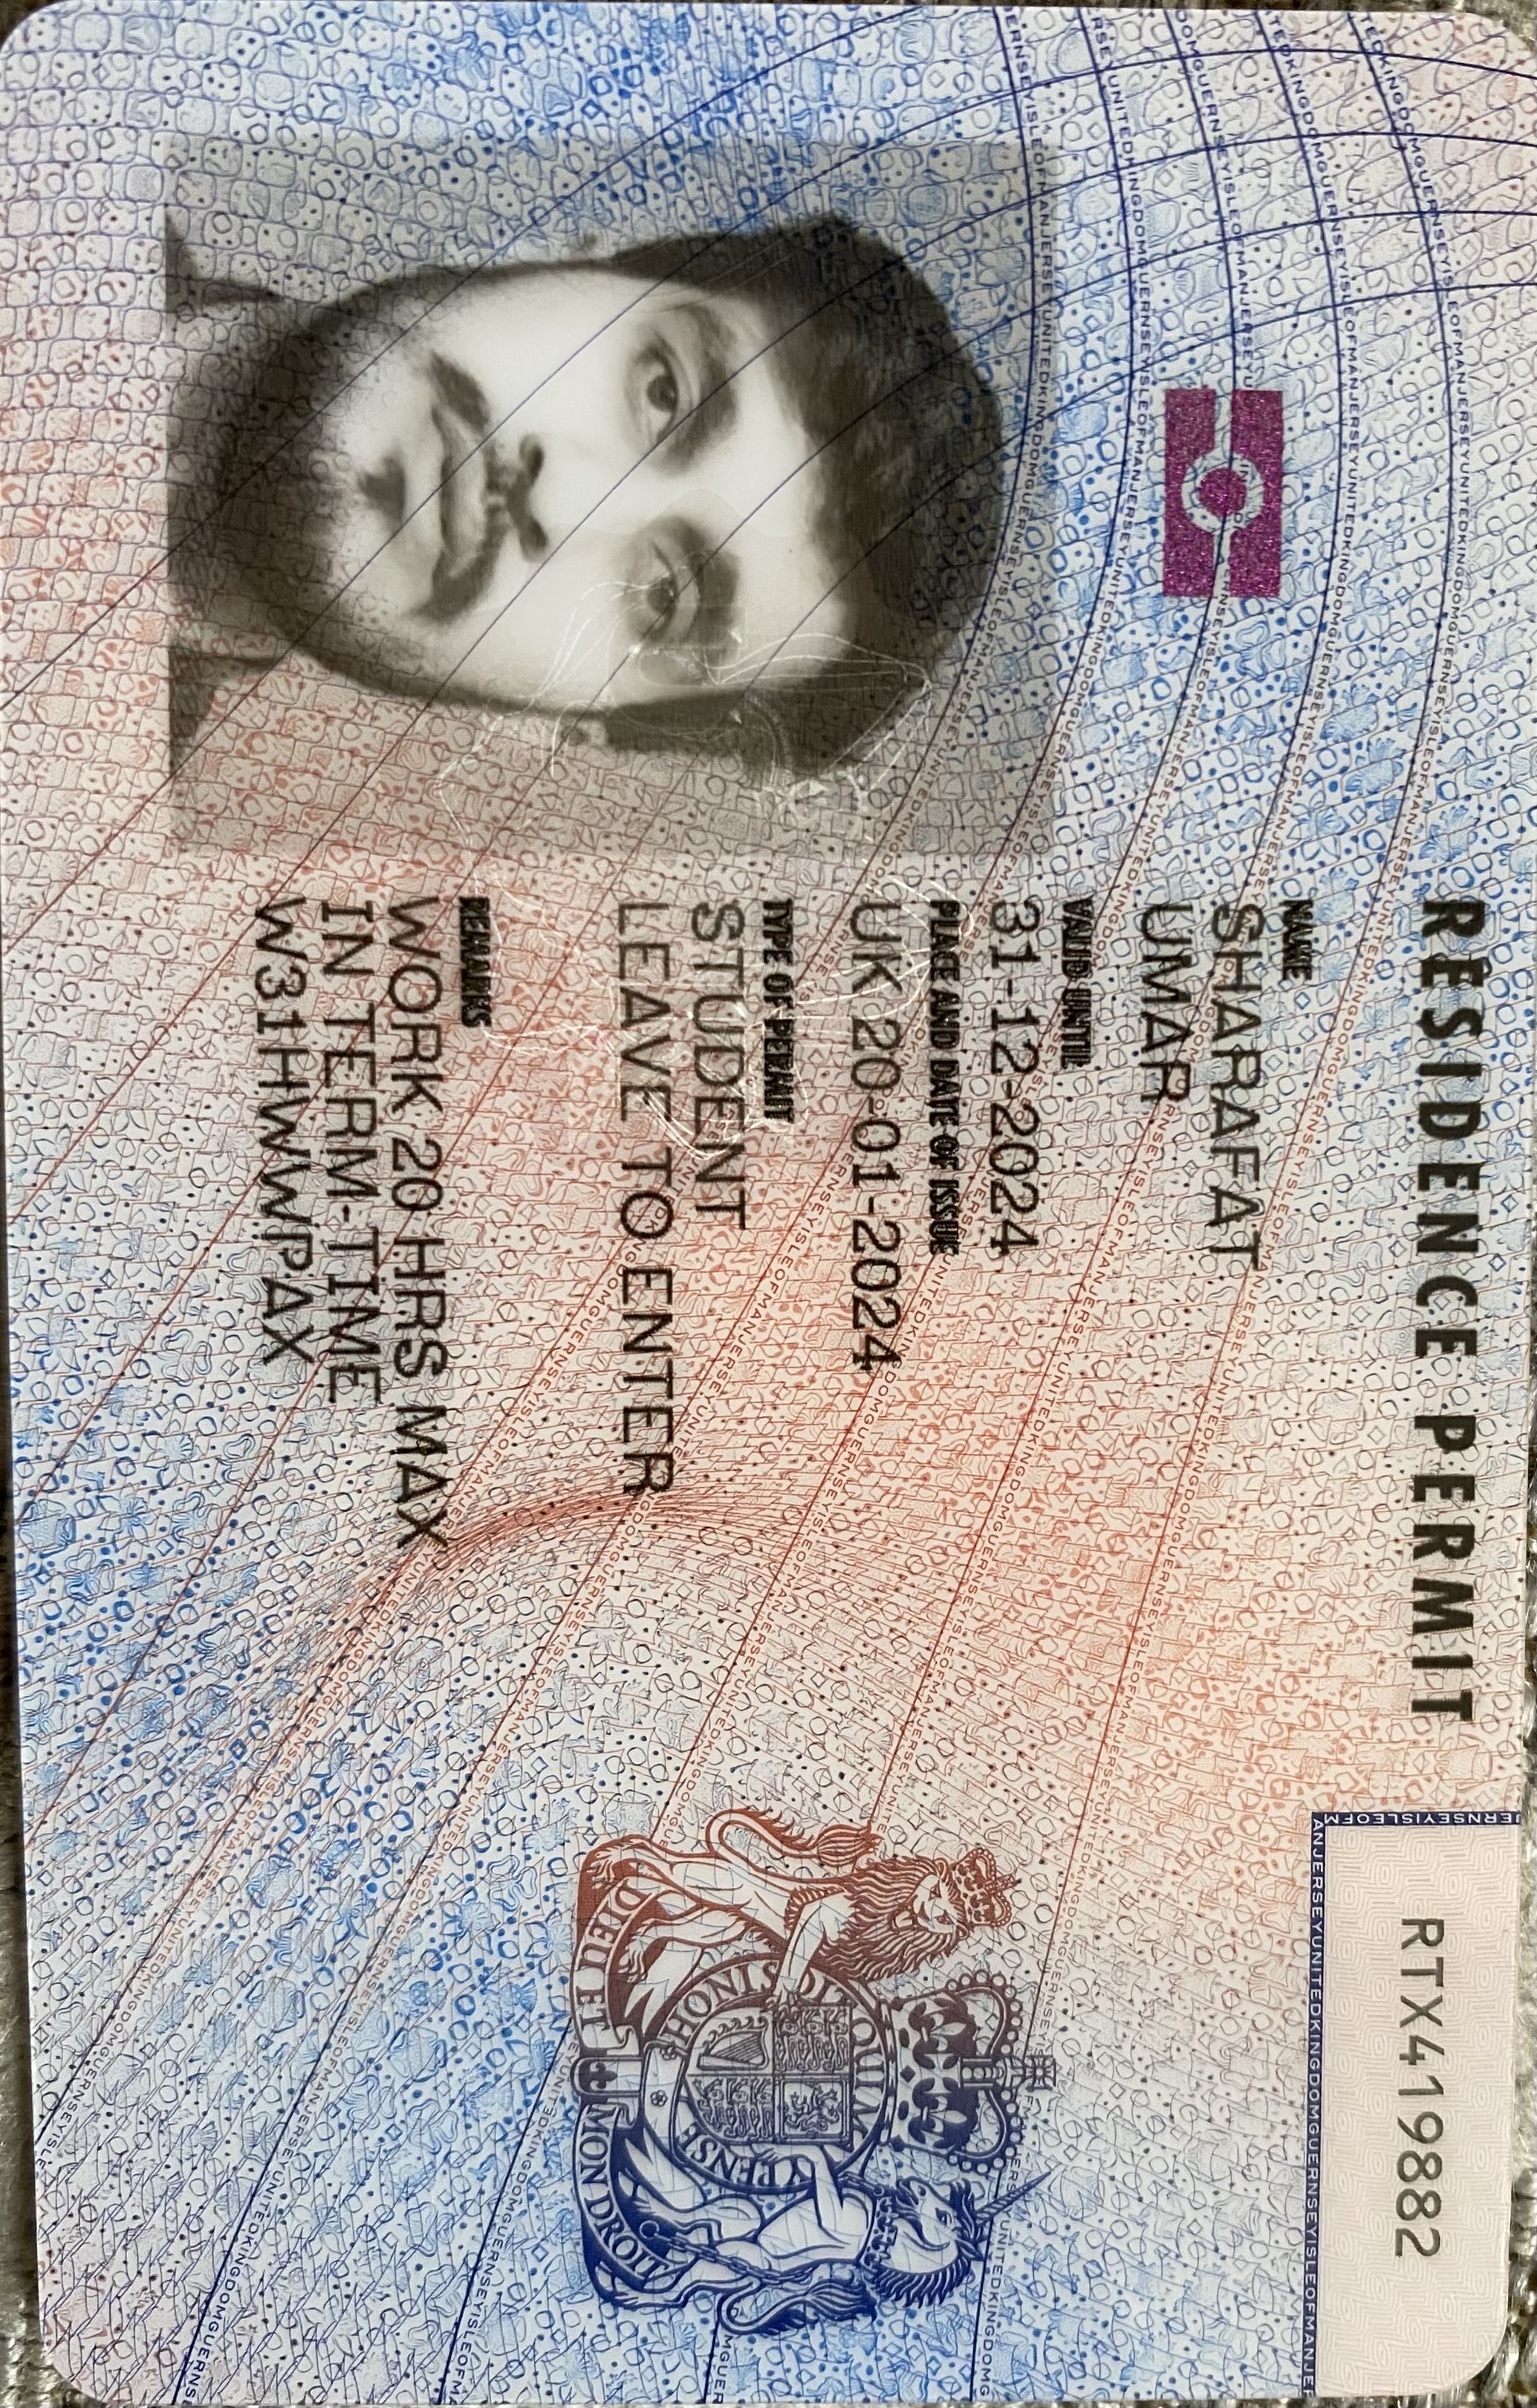 RESIDENCE PERMIT
RTX419882
NAME
SHARAFAT
UMAR
VALID UNTIL
31-12-2024
PLACE AND DATE OF ISSUE
UK 20-01-2024
TYPE OF PERMIT
STUDENT
LEAVE TO ENTER
REMARKS
WORK 20 HRS MAX
IN TERM-TIME
W31HWWPAX
HONI SOIT QUI MAL Y PENSE
DIEU ET MON DROIT